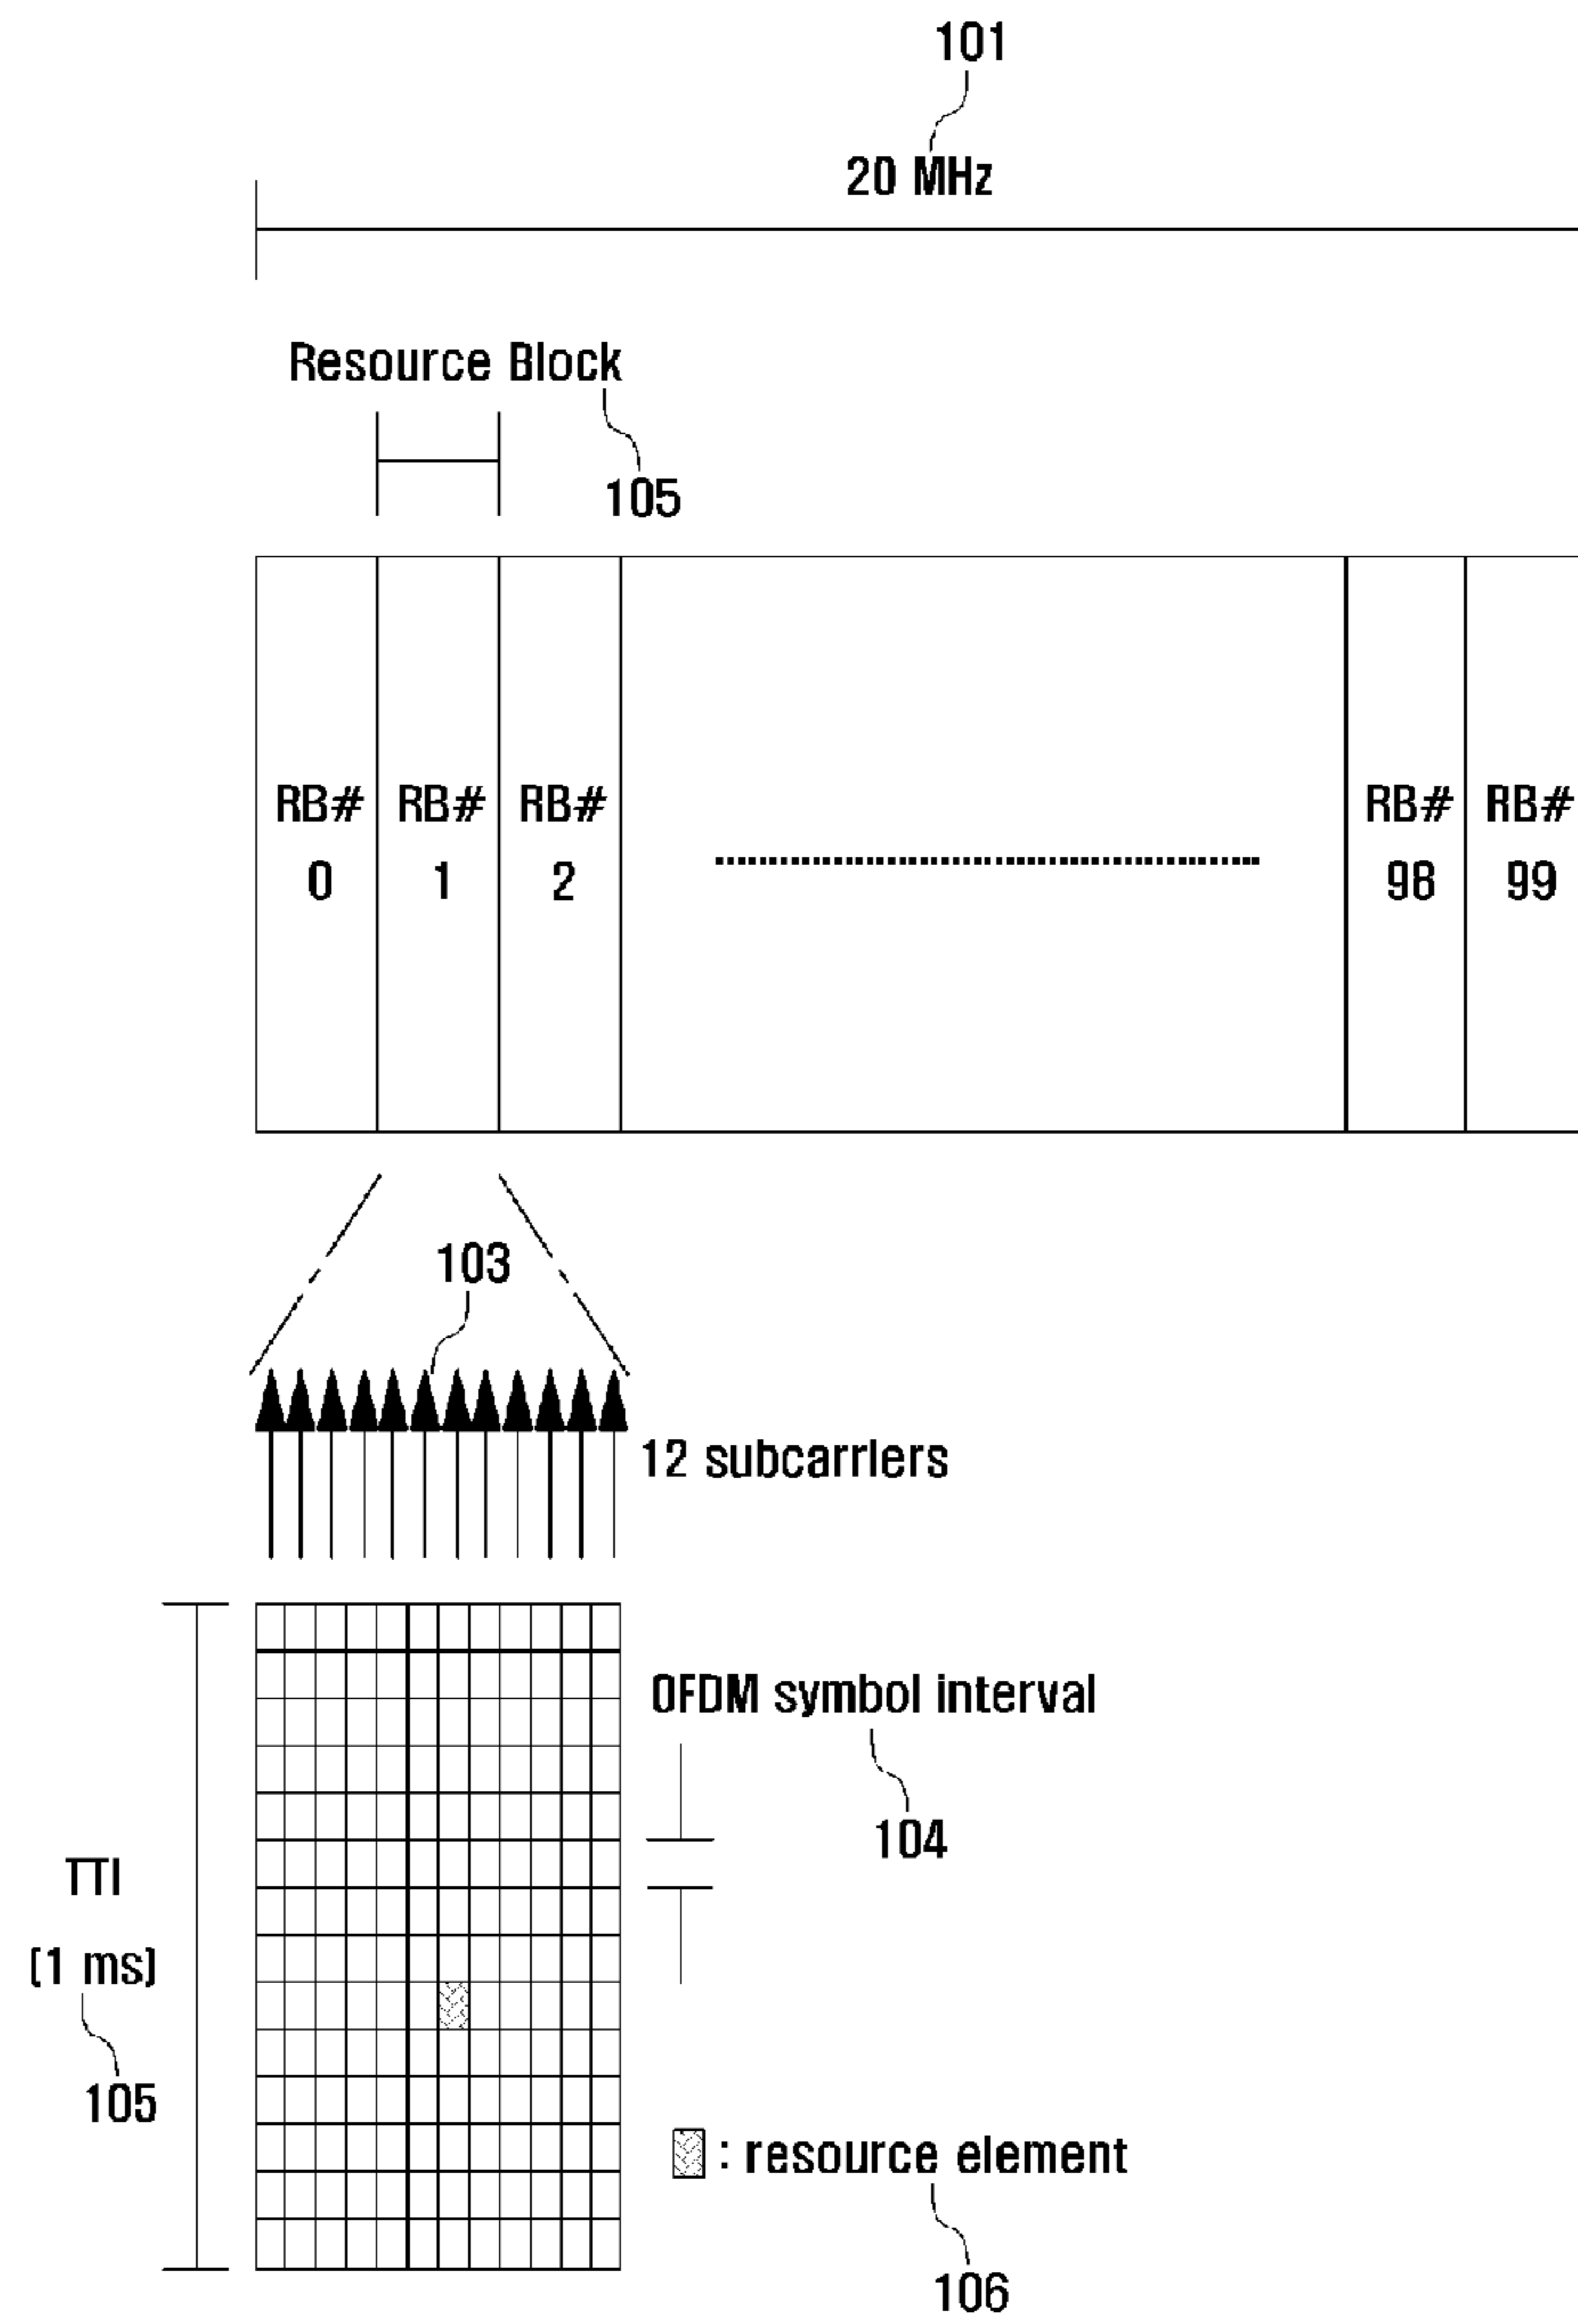 101
20 MHz
Resource Block
105
RB# RB# RB# RB# RB#
0 1 2 98 99
103
12 subcarriers
OFDM symbol interval
104
TTI
(1 ms)
105
: resource element
106